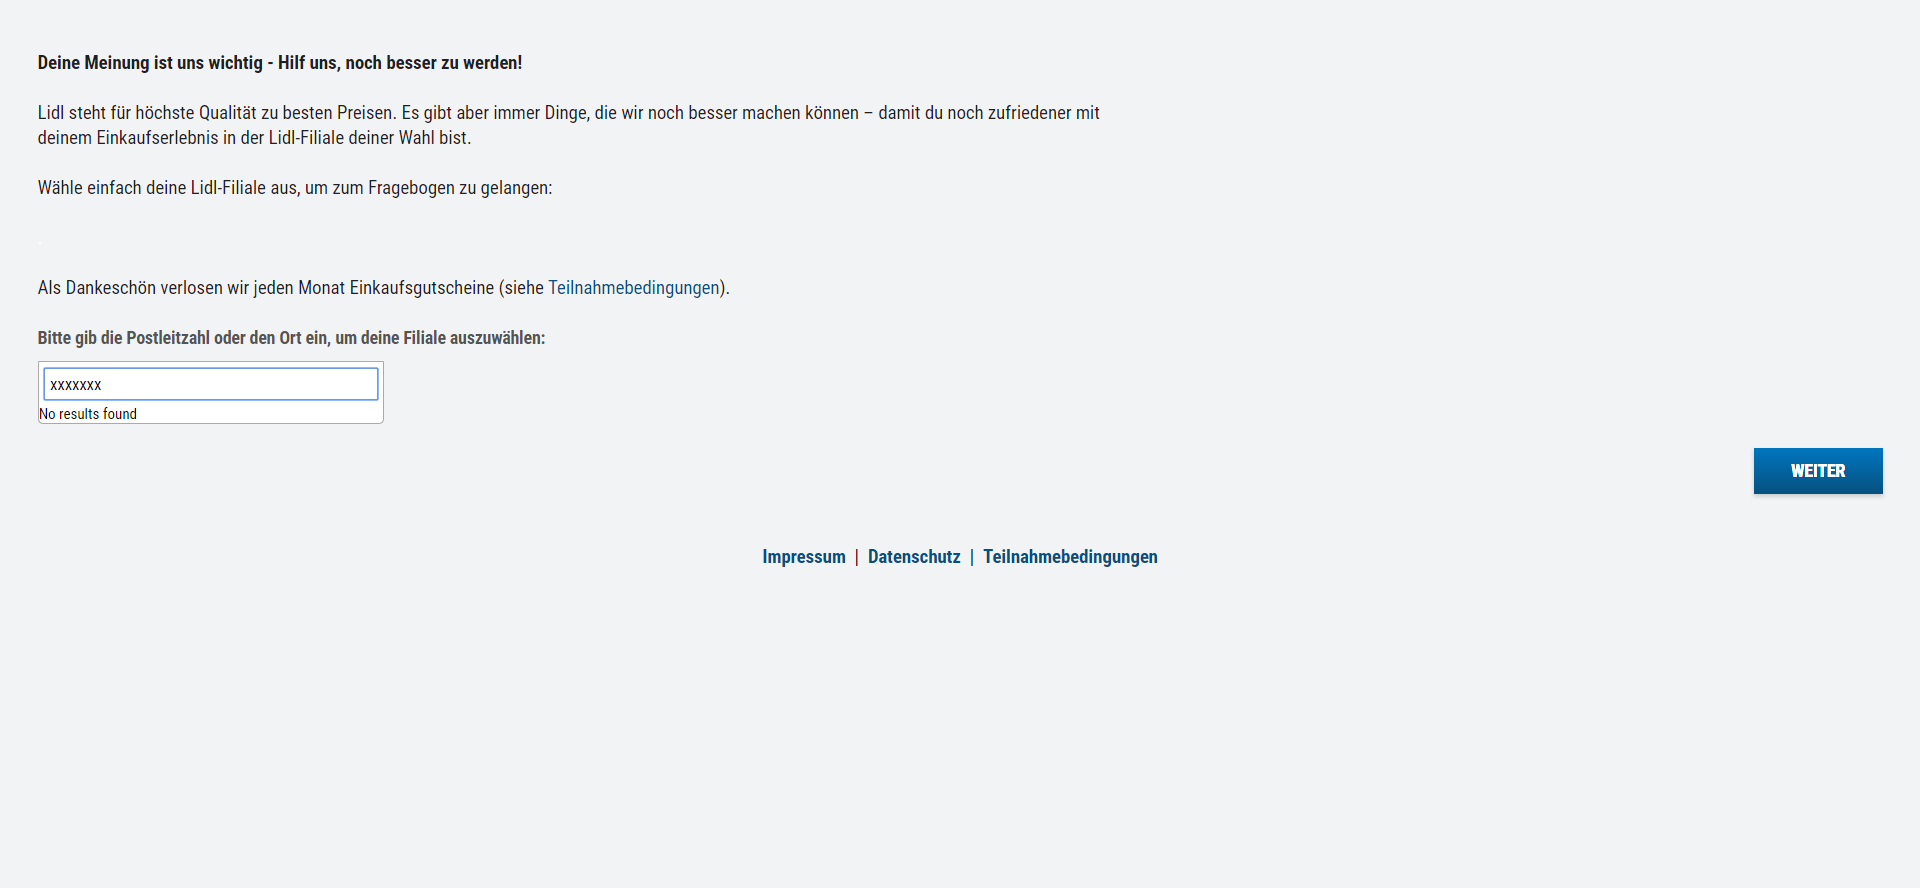 Deine Meinung ist uns wichtig - Hilf uns, noch besser zu werden!
Lidl steht für höchste Qualität zu besten Preisen. Es gibt aber immer Dinge, die wir noch besser machen können – damit du noch zufriedener mit
deinem Einkaufserlebnis in der Lidl-Filiale deiner Wahl bist.
Wähle einfach deine Lidl-Filiale aus, um zum Fragebogen zu gelangen:
Als Dankeschön verlosen wir jeden Monat Einkaufsgutscheine (siehe Teilnahmebedingungen).
Bitte gib die Postleitzahl oder den Ort ein, um deine Filiale auszuwählen:
xxxxxxx
No results found
WEITER
Impressum | Datenschutz | Teilnahmebedingungen